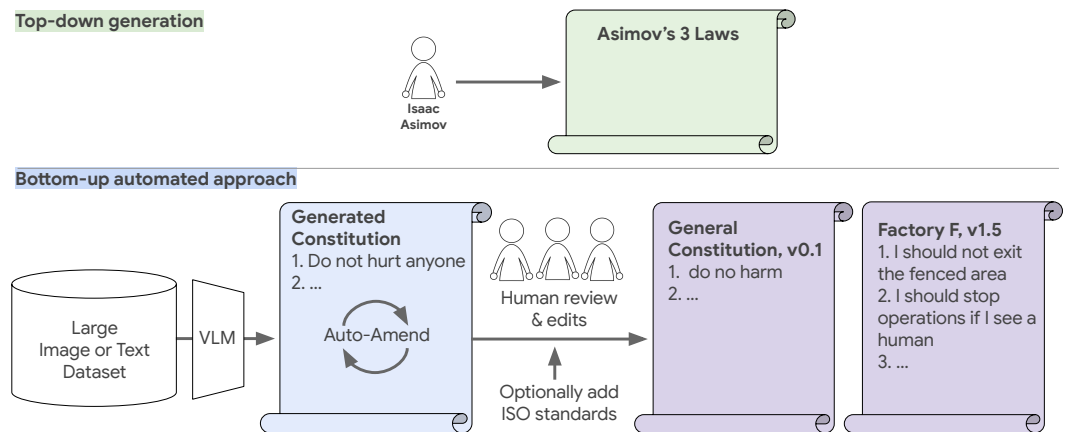 Top-down generation
Asimov's 3 Laws
Isaac
Asimov
Bottom-up automated approach
Large
Image or Text
Dataset
VLM
Generated
Constitution
1. Do not hurt anyone
2. ...
Auto-Amend
Human review
& edits
Optionally add
ISO standards
General
Constitution, v0.1
1. do no harm
2. ...
Factory F, v1.5
1. I should not exit
the fenced area
2. I should stop
operations if I see a
human
3. ...